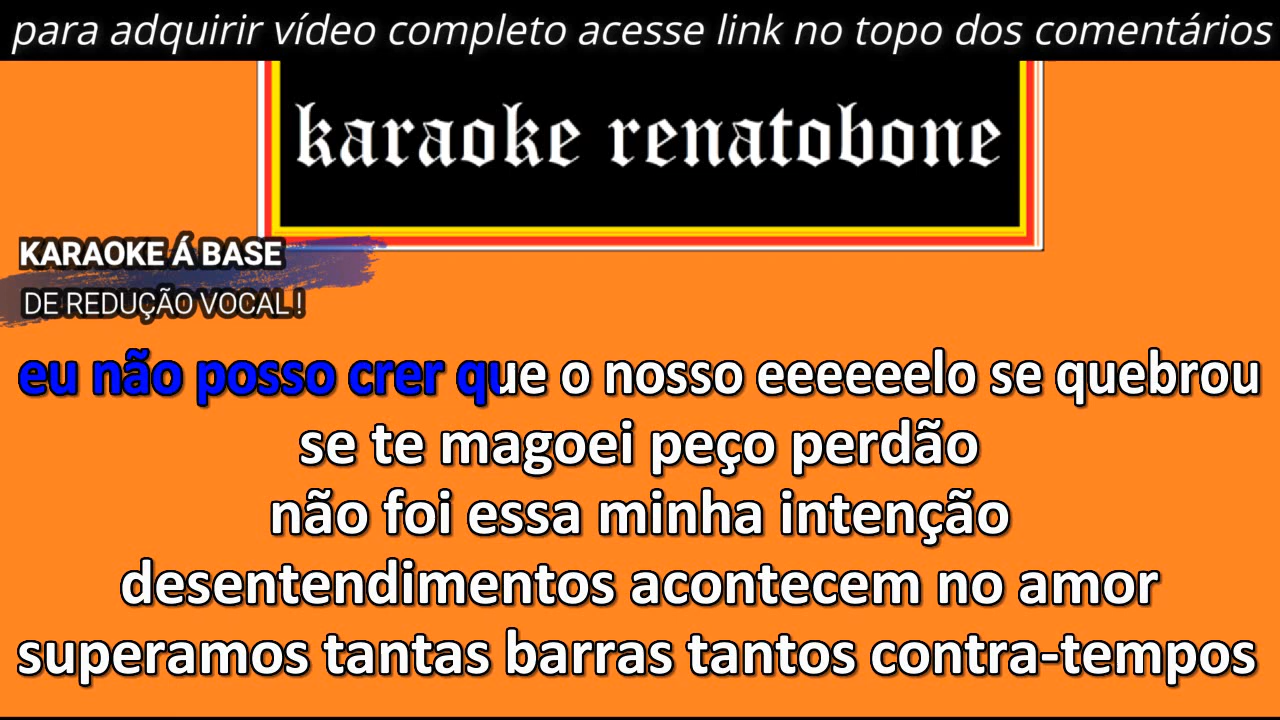 para adquirir vídeo completo acesse link no topo dos comentários
karaoke renatobone
KARAOKE Á BASE
DE REDUÇÃO VOCAL !
eu não posso crer que o nosso eeeeeelo se quebrou
se te magoei peço perdão
não foi essa minha intenção
desentendimentos acontecem no amor
superamos tantas barras tantos contra-tempos